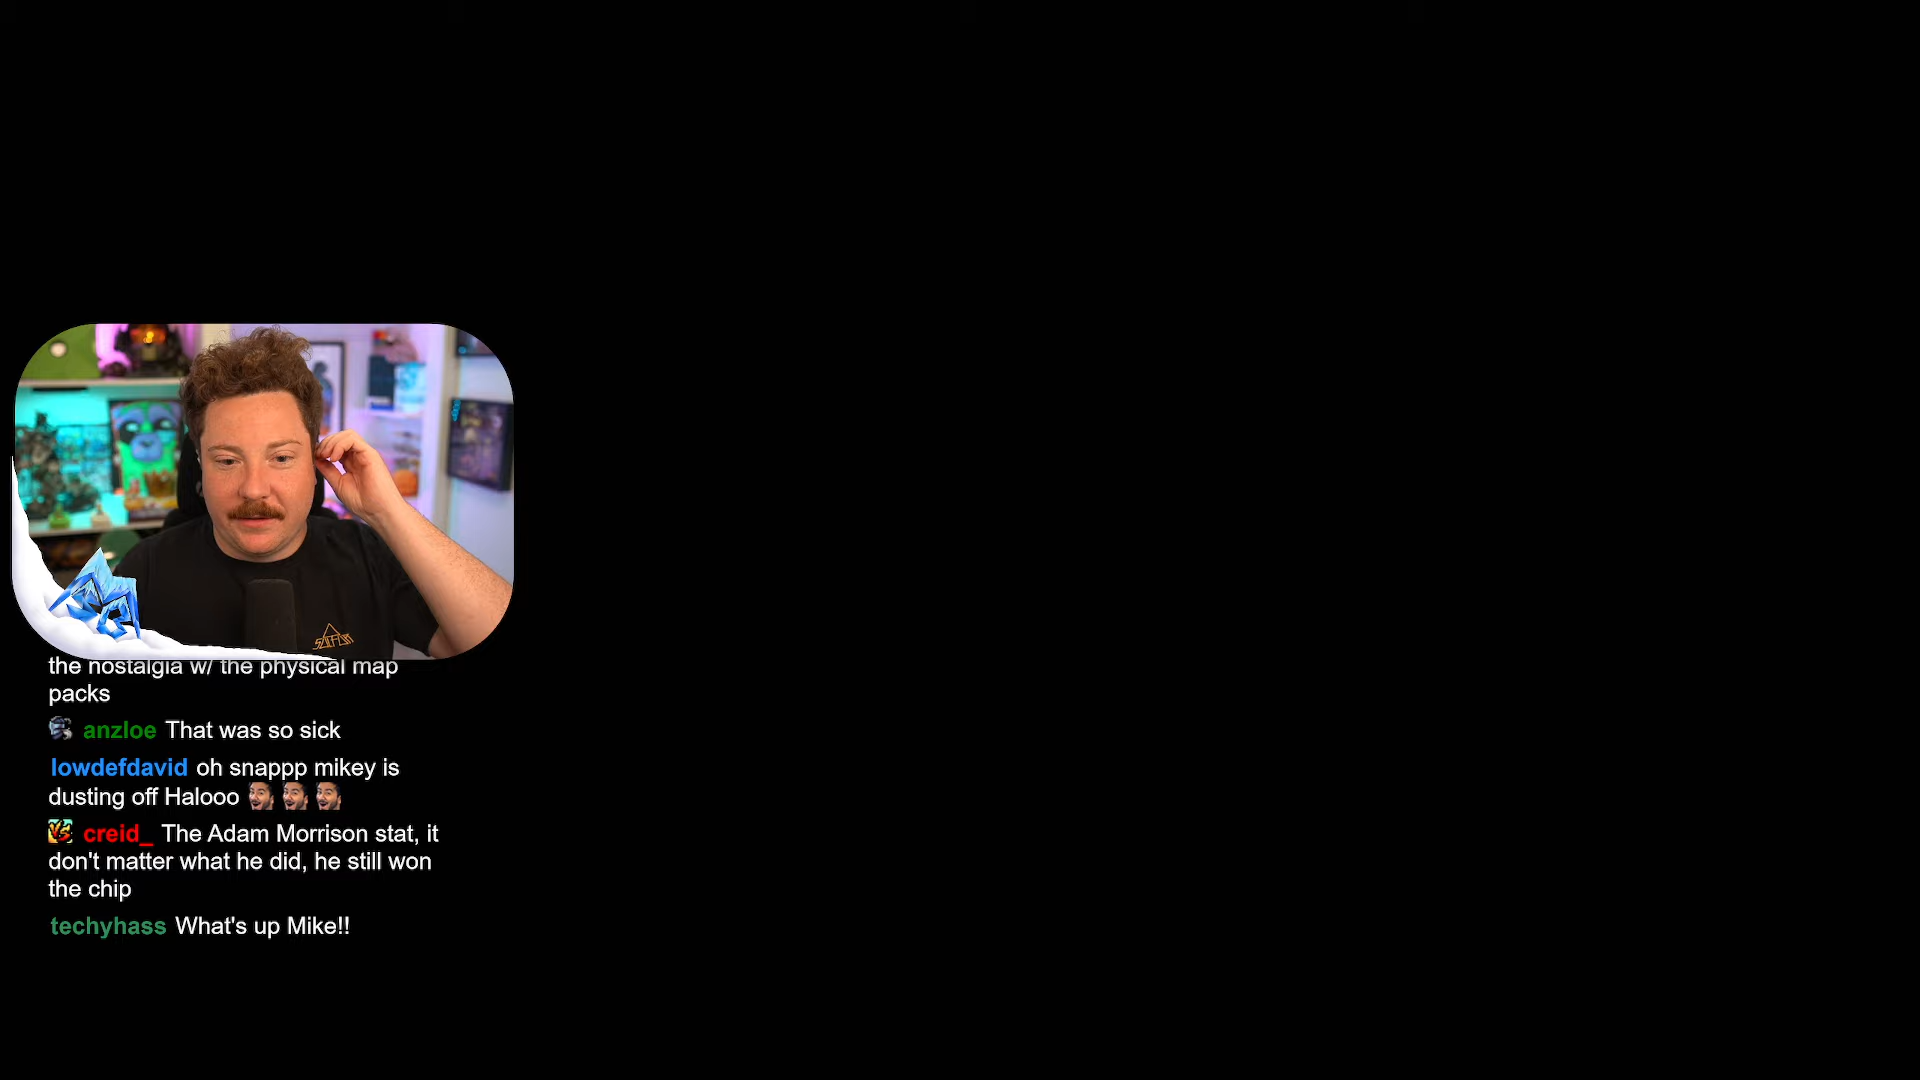 the nostalgia w/ the physical map
packs
anzloe That was so sick
lowdefdavid oh snappp mikey is
dusting off Halooo
creid_ The Adam Morrison stat, it
don't matter what he did, he still won
the chip
techyhass What's up Mike!!